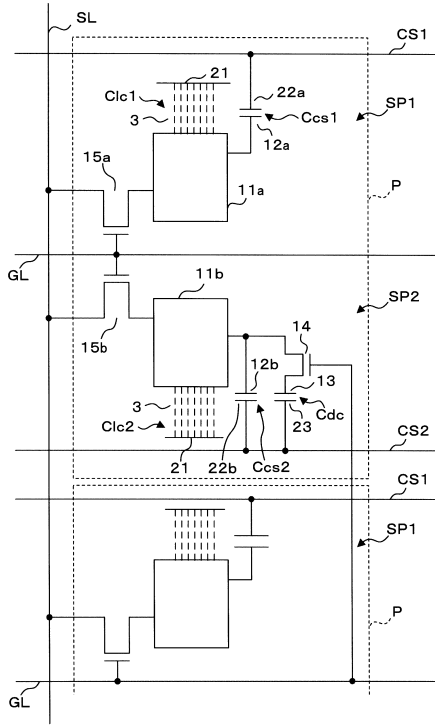 SL
CS1
21
Clc1
22a
3
Ccs1
SP1
12a
15a
11a
P
GL
11b
SP2
14
15b
12b
13
3
Cdc
Clc2
23
21
22b
Ccs2
CS2
CS1
SP1
P
GL